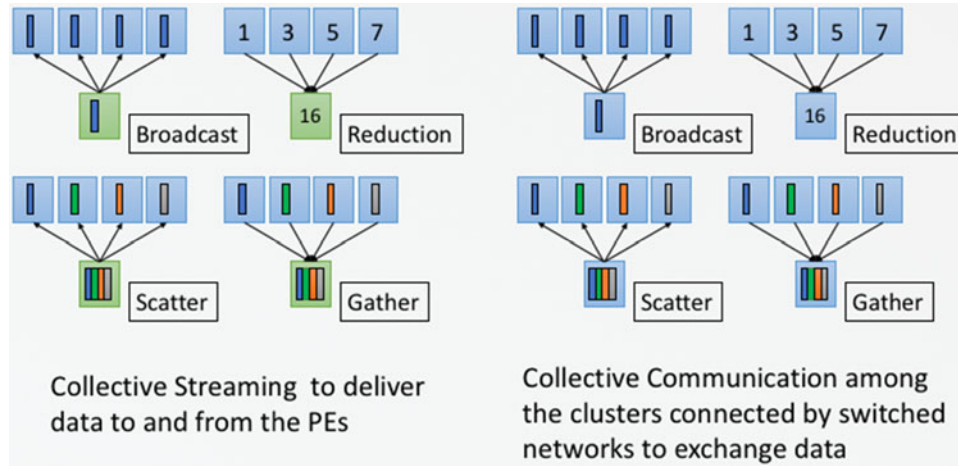 1 3 5 7
16
Broadcast
Reduction
Scatter
Gather
Collective Streaming to deliver
data to and from the PEs
1 3 5 7
16
Broadcast
Reduction
Scatter
Gather
Collective Communication among
the clusters connected by switched
networks to exchange data